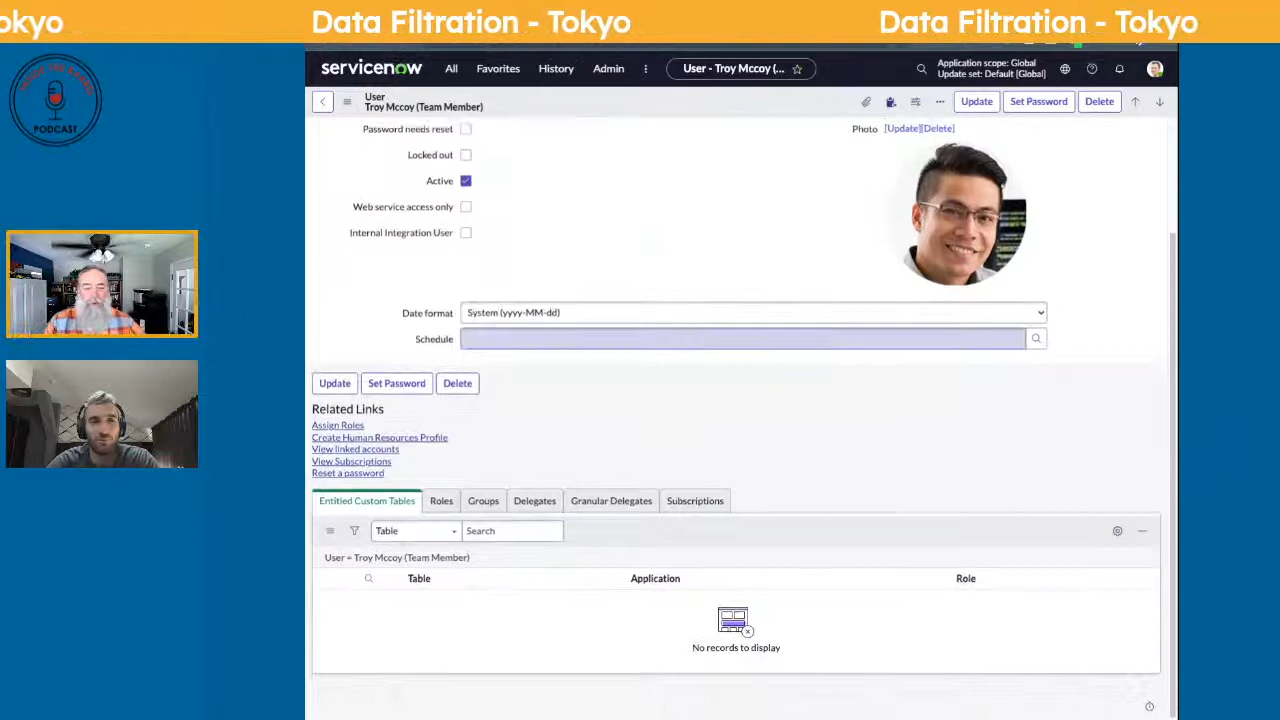 okyo
Data Filtration - Tokyo
Data Filtration - Tokyo
PODCAST
servicenow
All
Favorites
History
Admin
User - Troy Mccoy (...
Application scope: Global
Update set: Default [Global]
User
Troy Mccoy (Team Member)
Update
Set Password
Delete
Password needs reset
Photo
[Update][Delete]
Locked out
Active
Web service access only
Internal Integration User
Date format
System (yyyy-MM-dd)
Schedule
Update
Set Password
Delete
Related Links
Assign Roles
Create Human Resources Profile
View linked accounts
View Subscriptions
Reset a password
Entitled Custom Tables
Roles
Groups
Delegates
Granular Delegates
Subscriptions
Table
Search
User = Troy Mccoy (Team Member)
Table
Application
Role
No records to display